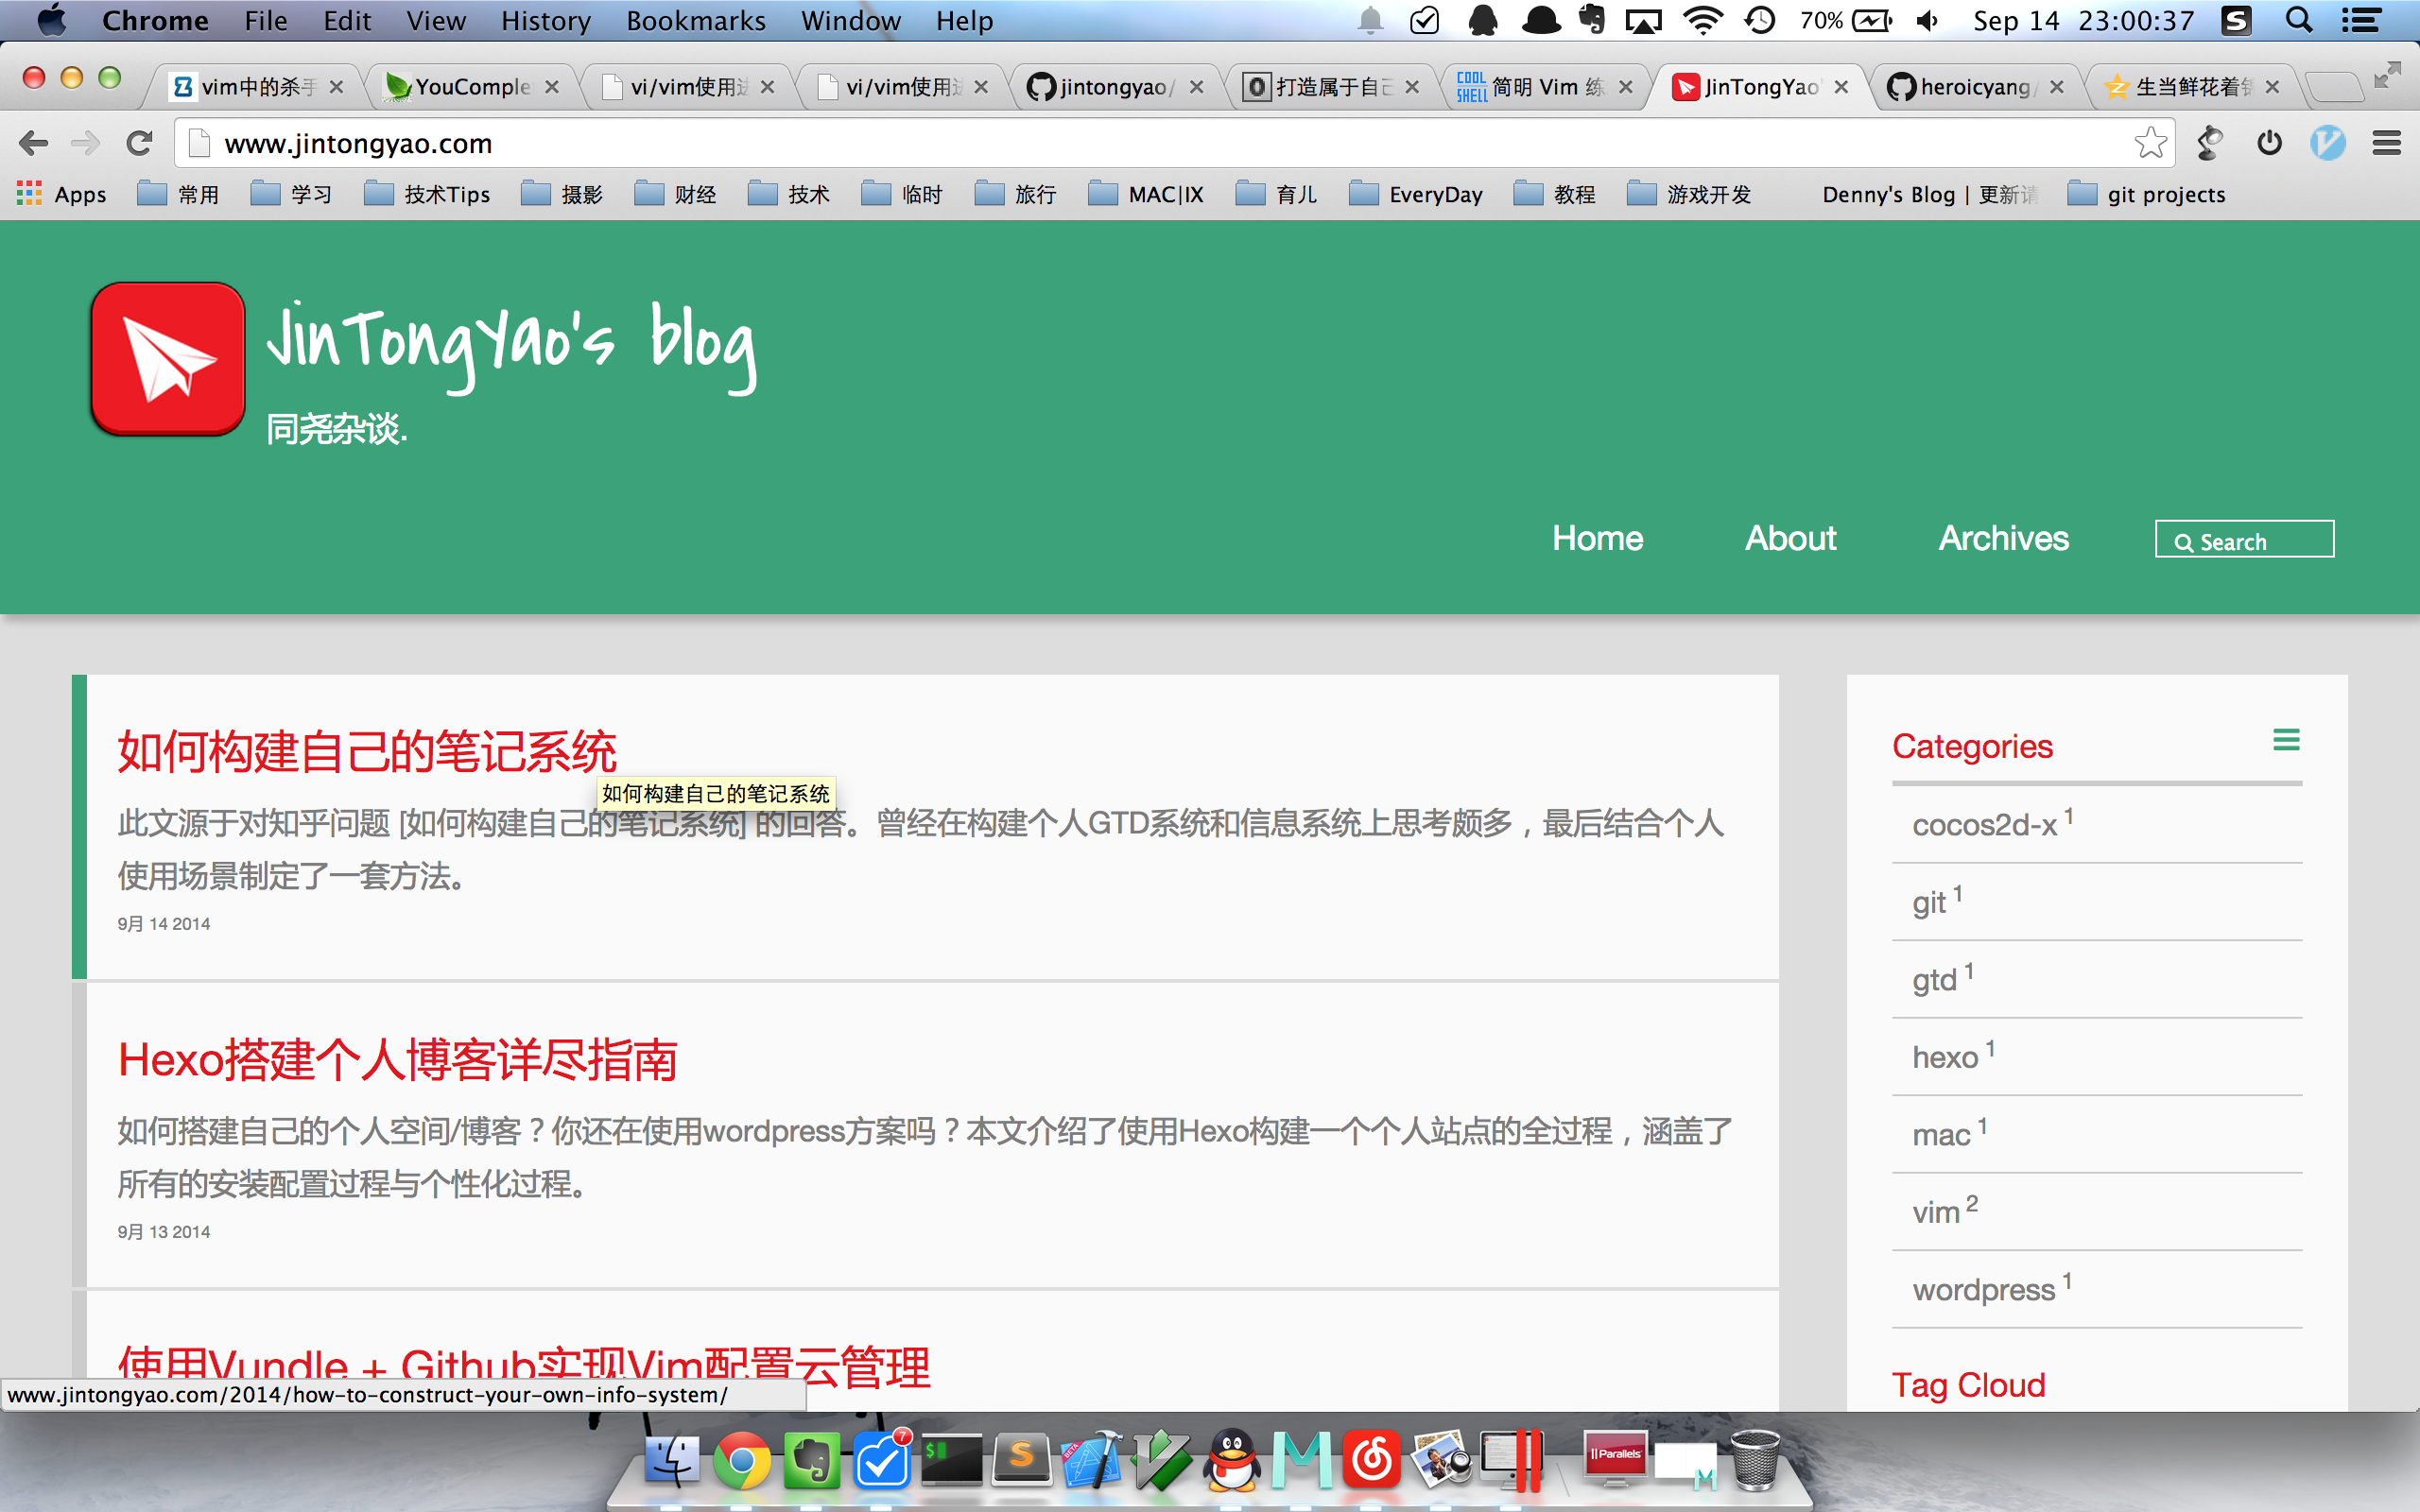 Chrome File Edit View History Bookmarks Window Help 70% Sep 14 23:00:37
vim中的杀手 YouComple vi/vim使用进 vi/vim使用进 jintongyao/ 打造属于自己 COOL SHELL 简明 Vim 练 JinTongYao' heroicyang/ 生当鲜花着锦
www.jintongyao.com
Apps 常用 学习 技术Tips 摄影 财经 技术 临时 旅行 MAC|IX 育儿 EveryDay 教程 游戏开发 Denny's Blog | 更新请 git projects
JinTongYao's blog
同尧杂谈.
Home About Archives Search
如何构建自己的笔记系统
如何构建自己的笔记系统
此文源于对知乎问题 [如何构建自己的笔记系统] 的回答。曾经在构建个人GTD系统和信息系统上思考颇多，最后结合个人
使用场景制定了一套方法。
9月 14 2014
Hexo搭建个人博客详尽指南
如何搭建自己的个人空间/博客？你还在使用wordpress方案吗？本文介绍了使用Hexo构建一个个人站点的全过程，涵盖了
所有的安装配置过程与个性化过程。
9月 13 2014
使用Vundle + Github实现Vim配置云管理
Categories
cocos2d-x 1
git 1
gtd 1
hexo 1
mac 1
vim 2
wordpress 1
Tag Cloud
www.jintongyao.com/2014/how-to-construct-your-own-info-system/
7
BETA
Parallels